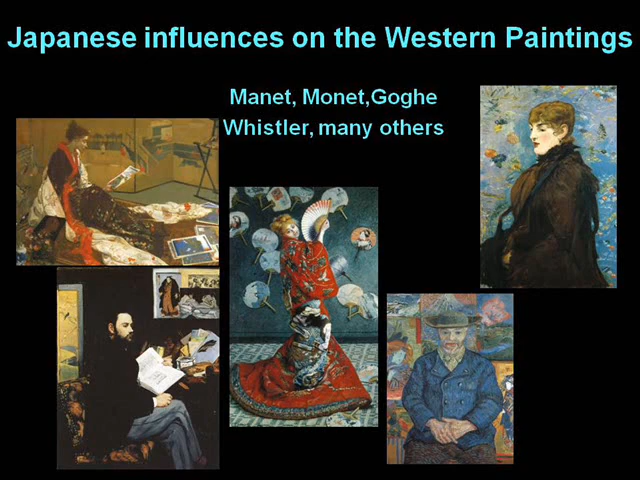 Japanese influences on the Western Paintings
Manet, Monet,Goghe
Whistler, many others